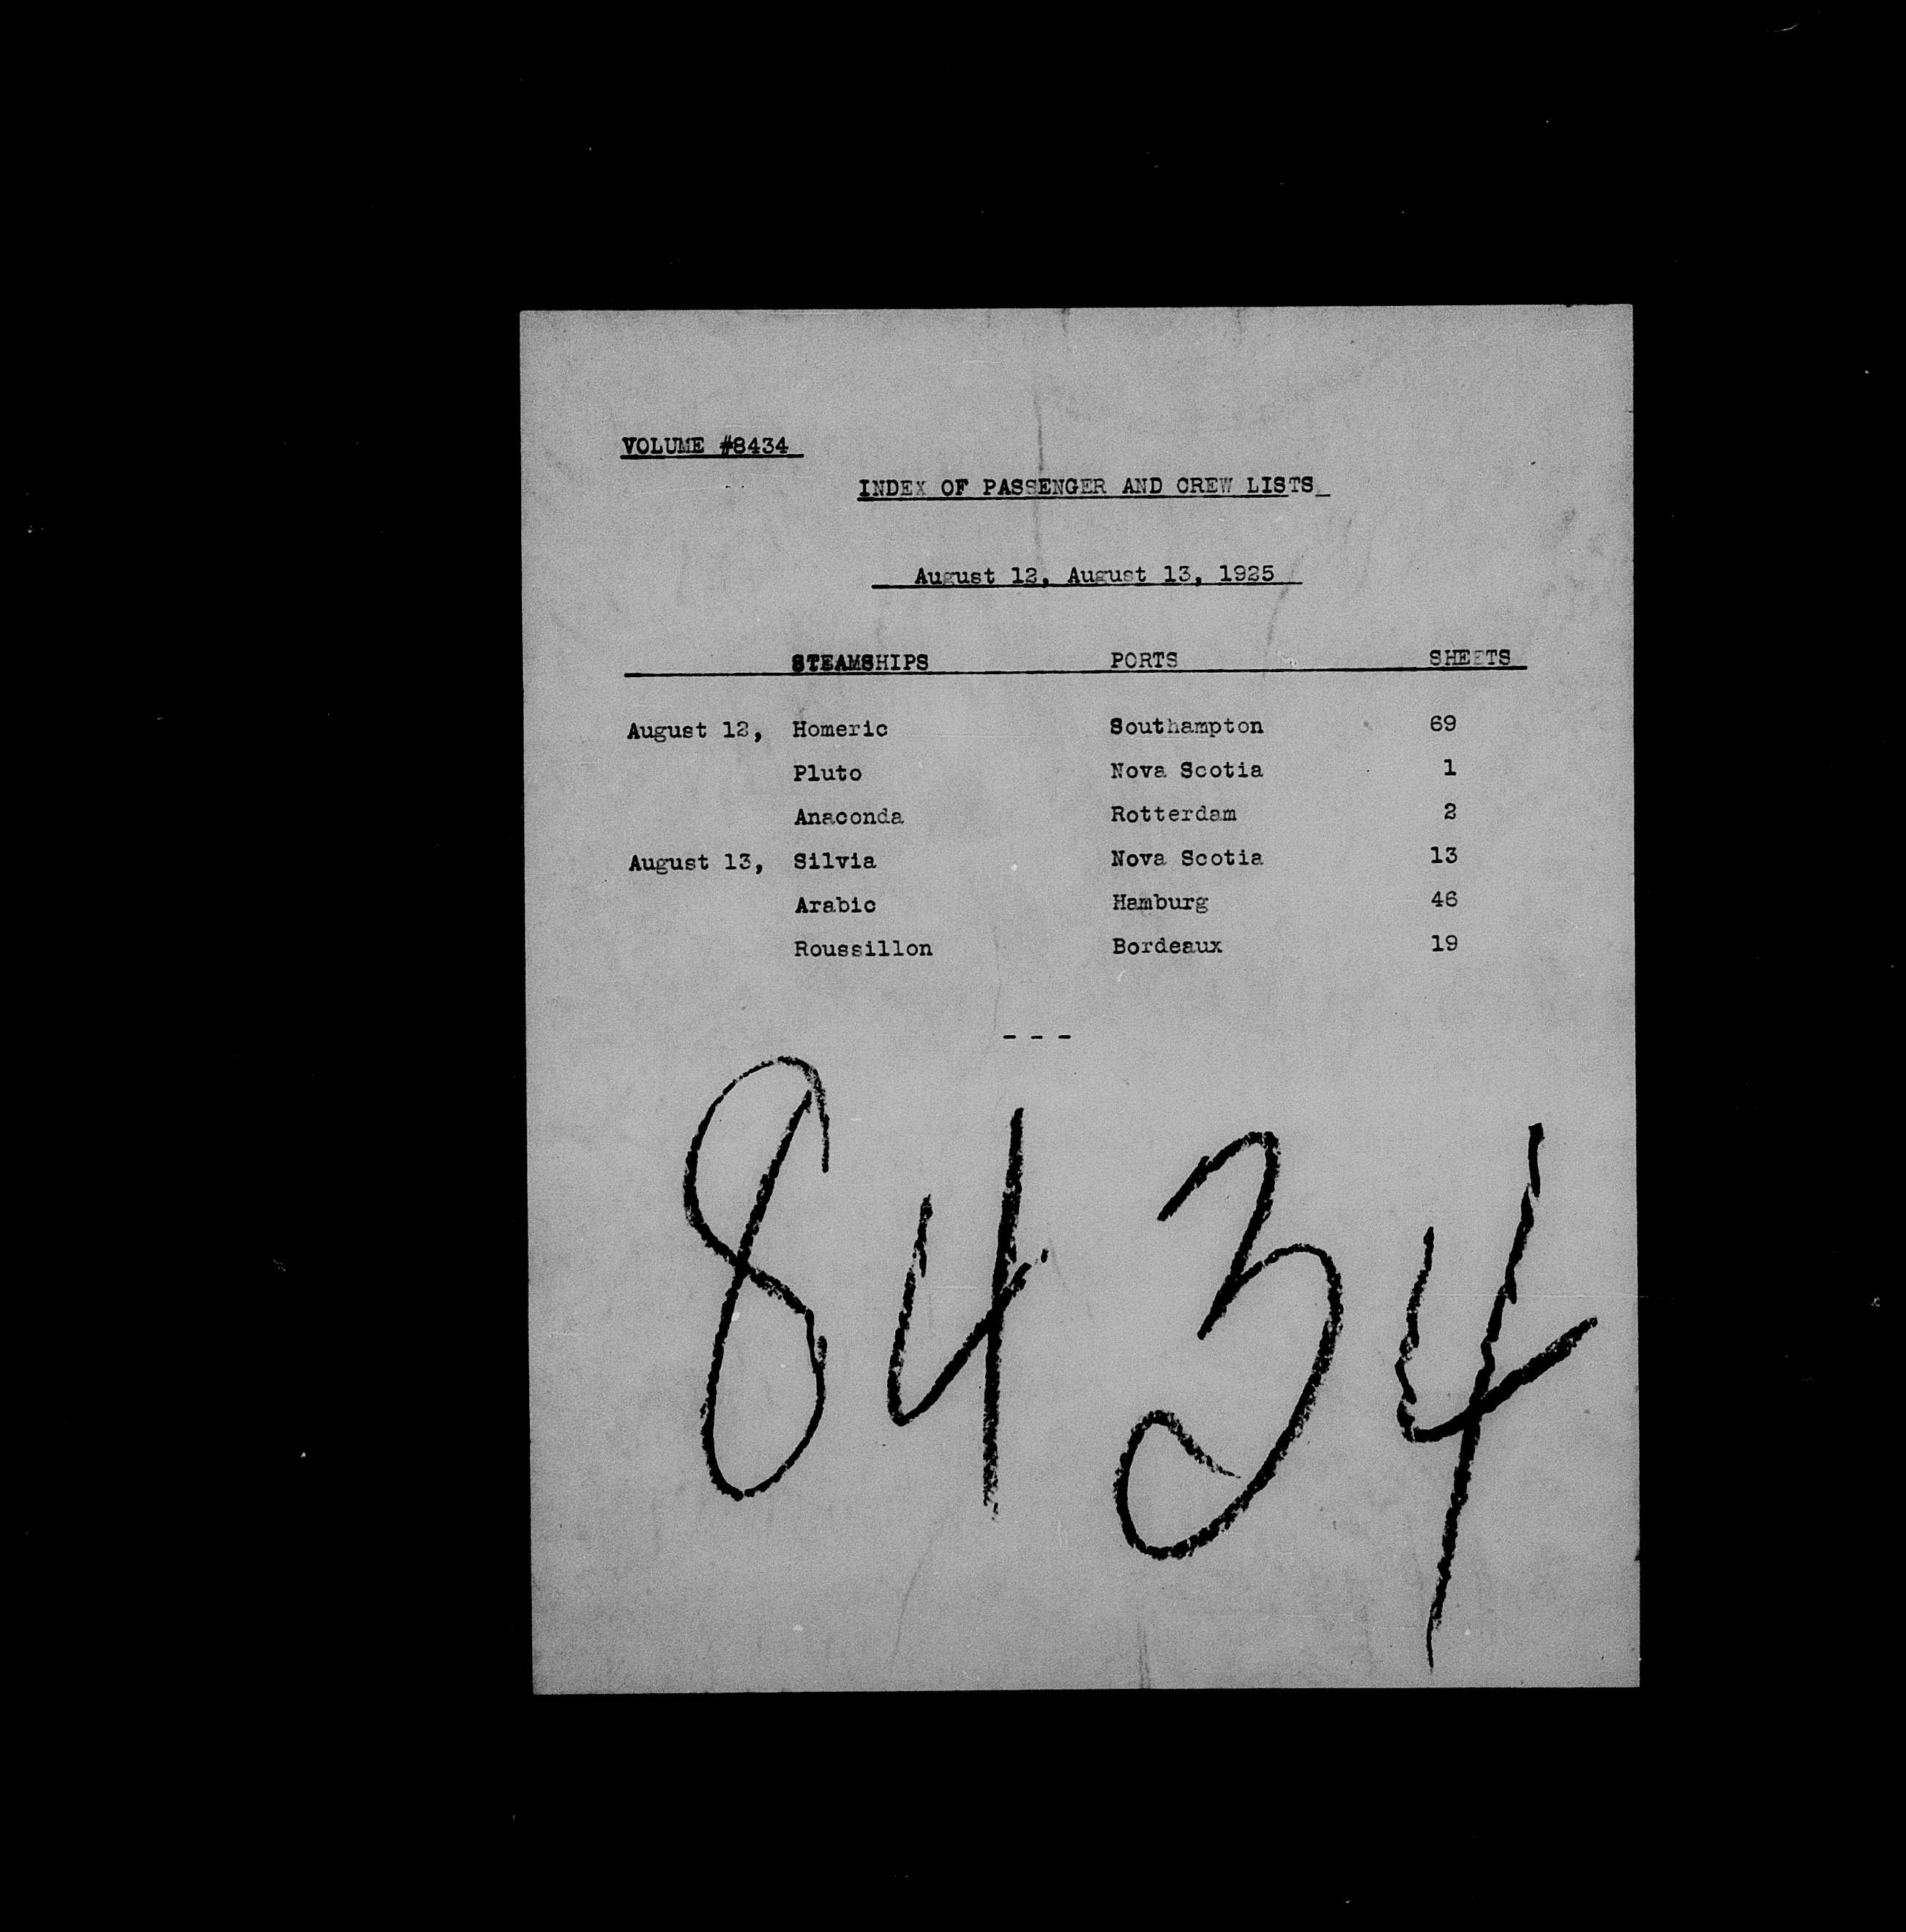 VOLUME #8434
INDEX OF PASSENGER AND CREW LISTS
August 12, August 13, 1925
STEAMSHIPS PORTS SHEETS
August 12, Homeric Southampton 69
Pluto Nova Scotia 1
Anaconda Rotterdam 2
August 13, Silvia Nova Scotia 13
Arabic Hamburg 46
Roussillon Bordeaux 19
- - -
8434